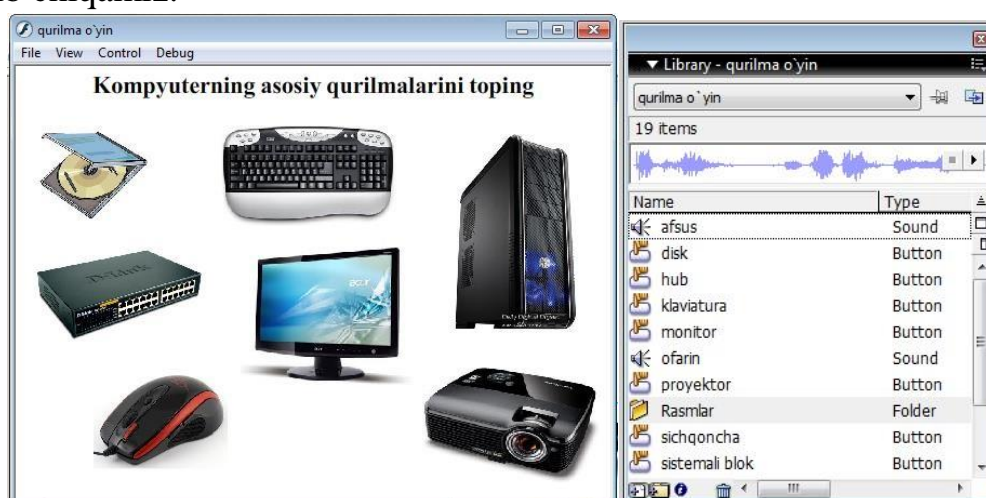 qurilma o`yin
File View Control Debug
Kompyuterning asosiy qurilmalarini toping
D-Link
acer
Library - qurilma o`yin
qurilma o`yin
19 items
Name Type
afsus Sound
disk Button
hub Button
klaviatura Button
monitor Button
ofarin Sound
proyektor Button
Rasmlar Folder
sichqoncha Button
sistemali blok Button